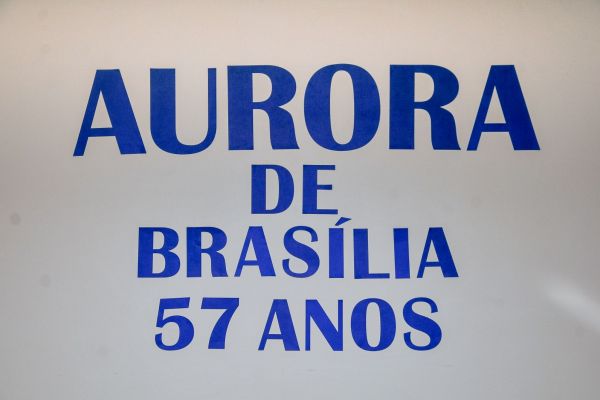 AURORA
DE
BRASÍLIA
57 ANOS